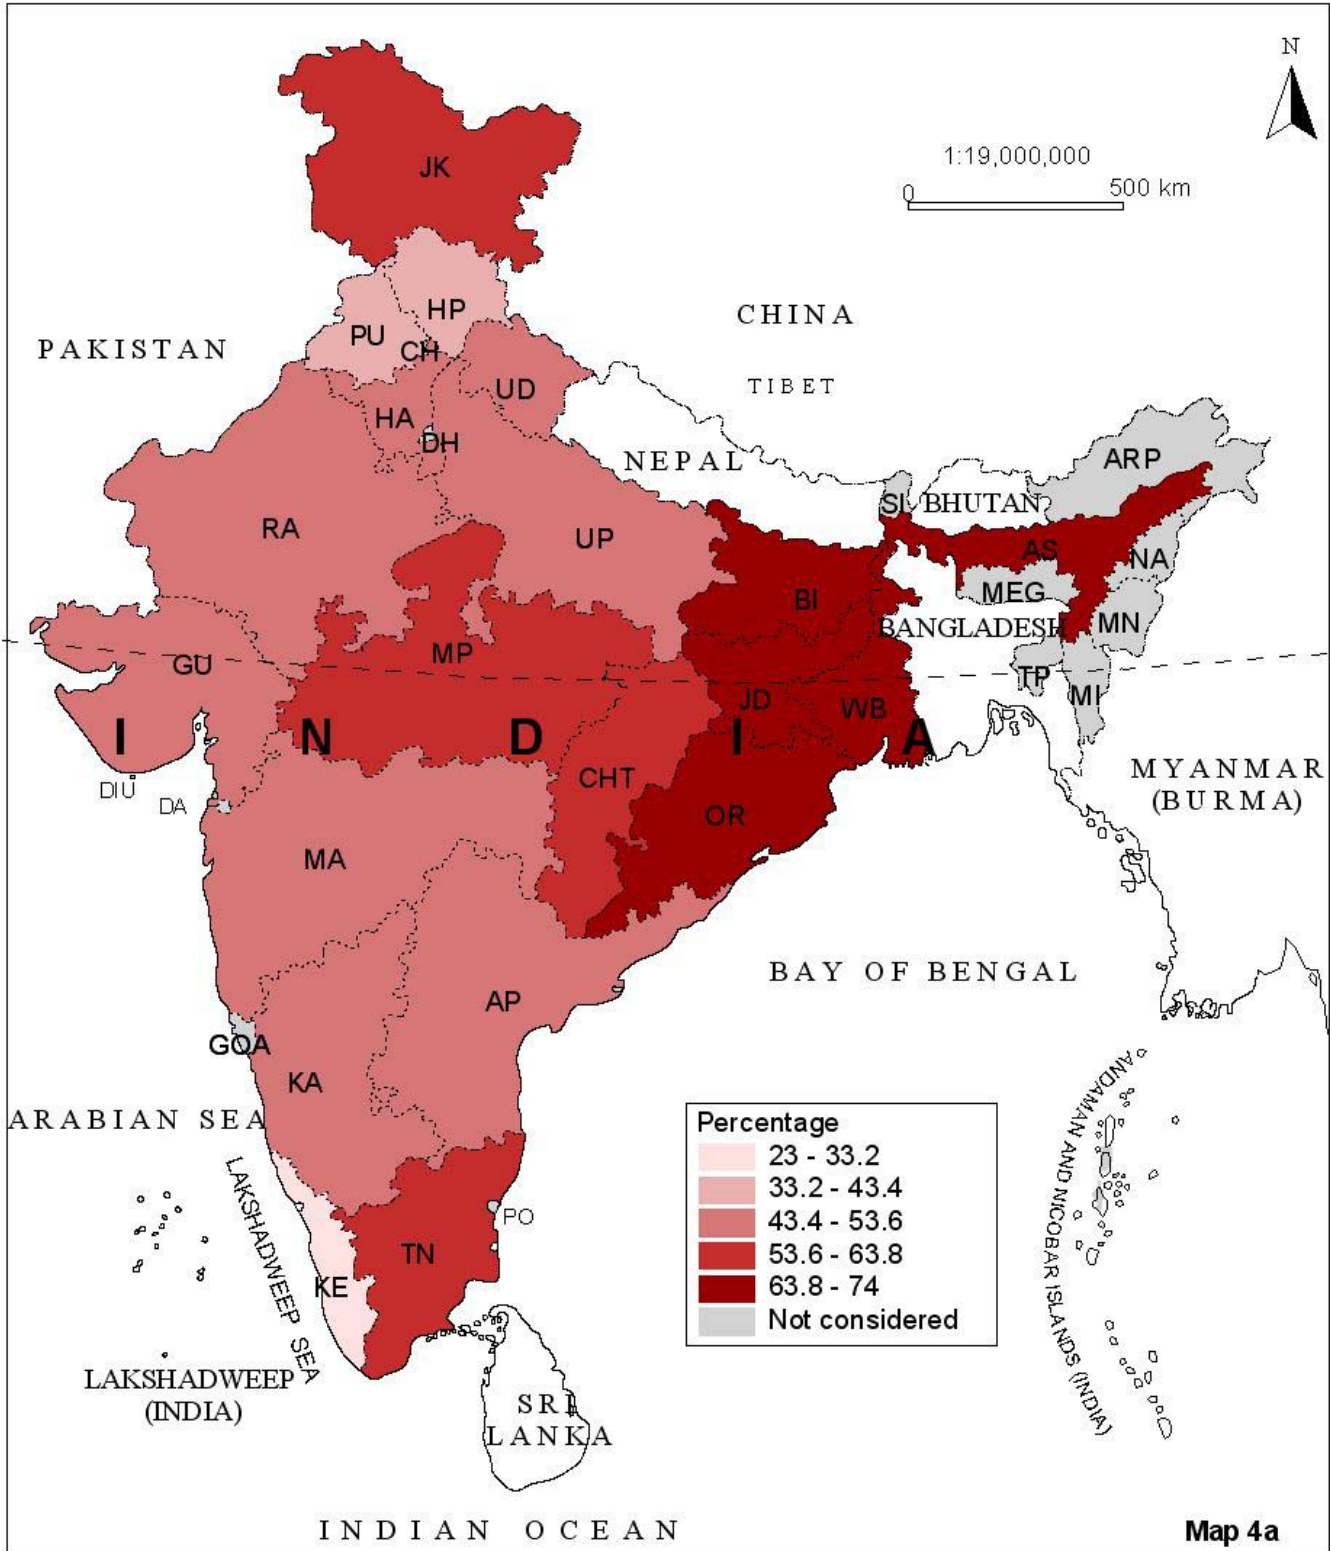 N
1:19,000,000
0 500 km
JK
HP
PU
CH
CHINA
PAKISTAN
TIBET
UD
HA
DH
NEPAL
ARP
SI
BHUTAN
RA
UP
AS
NA
BI
MEG
MN
BANGLADESH
MP
GU
TP
MI
JD
WB
I N D I A
CHT
DIU
DA
MYANMAR
(BURMA)
OR
MA
BAY OF BENGAL
AP
GOA
KA
ARABIAN SEA
ANDAMAN AND NICOBAR ISLANDS (INDIA)
Percentage
23 - 33.2
33.2 - 43.4
43.4 - 53.6
53.6 - 63.8
63.8 - 74
Not considered
LAKSHADWEEP SEA
PO
TN
KE
LAKSHADWEEP
(INDIA)
SRI
LANKA
INDIAN OCEAN
Map 4a